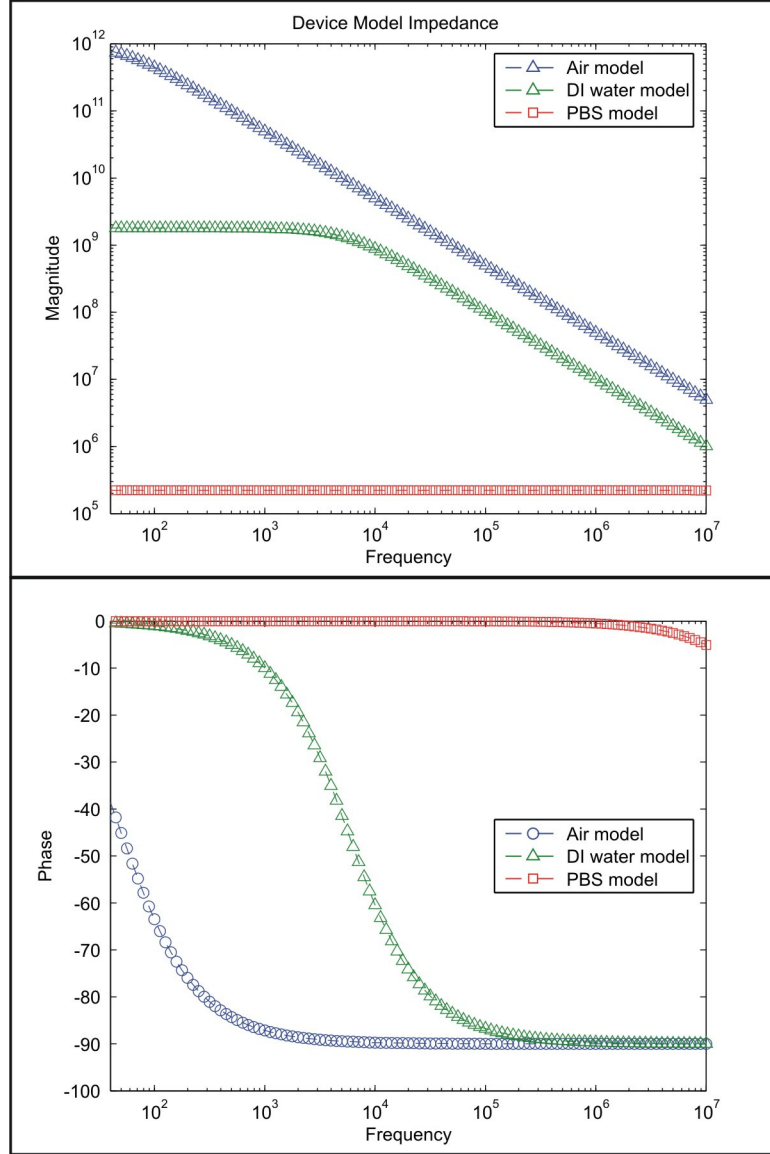 Device Model Impedance
10^12
10^11
10^10
10^9
10^8
10^7
10^6
10^5
Magnitude
Air model
DI water model
PBS model
10^2
10^3
10^4
10^5
10^6
10^7
Frequency
0
-10
-20
-30
-40
-50
-60
-70
-80
-90
-100
Phase
Air model
DI water model
PBS model
10^2
10^3
10^4
10^5
10^6
10^7
Frequency